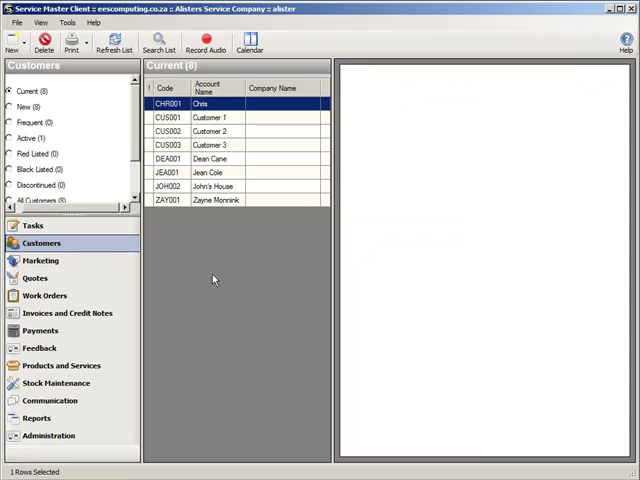 Service Master Client :: eescomputing.co.za :: Alisters Service Company :: alister
File View Tools Help
New Delete Print Refresh List Search List Record Audio Calendar Help
Customers
Current (8)
New (8)
Frequent (0)
Active (1)
Red Listed (0)
Black Listed (0)
Discontinued (0)
All Customers (8)
Tasks
Customers
Marketing
Quotes
Work Orders
Invoices and Credit Notes
Payments
Feedback
Products and Services
Stock Maintenance
Communication
Reports
Administration
Current (8)
! Code Account Name Company Name
CHR001 Chris
CUS001 Customer 1
CUS002 Customer 2
CUS003 Customer 3
DEA001 Dean Cane
JEA001 Jean Cole
JOH002 John's House
ZAY001 Zayne Monnink
1 Rows Selected